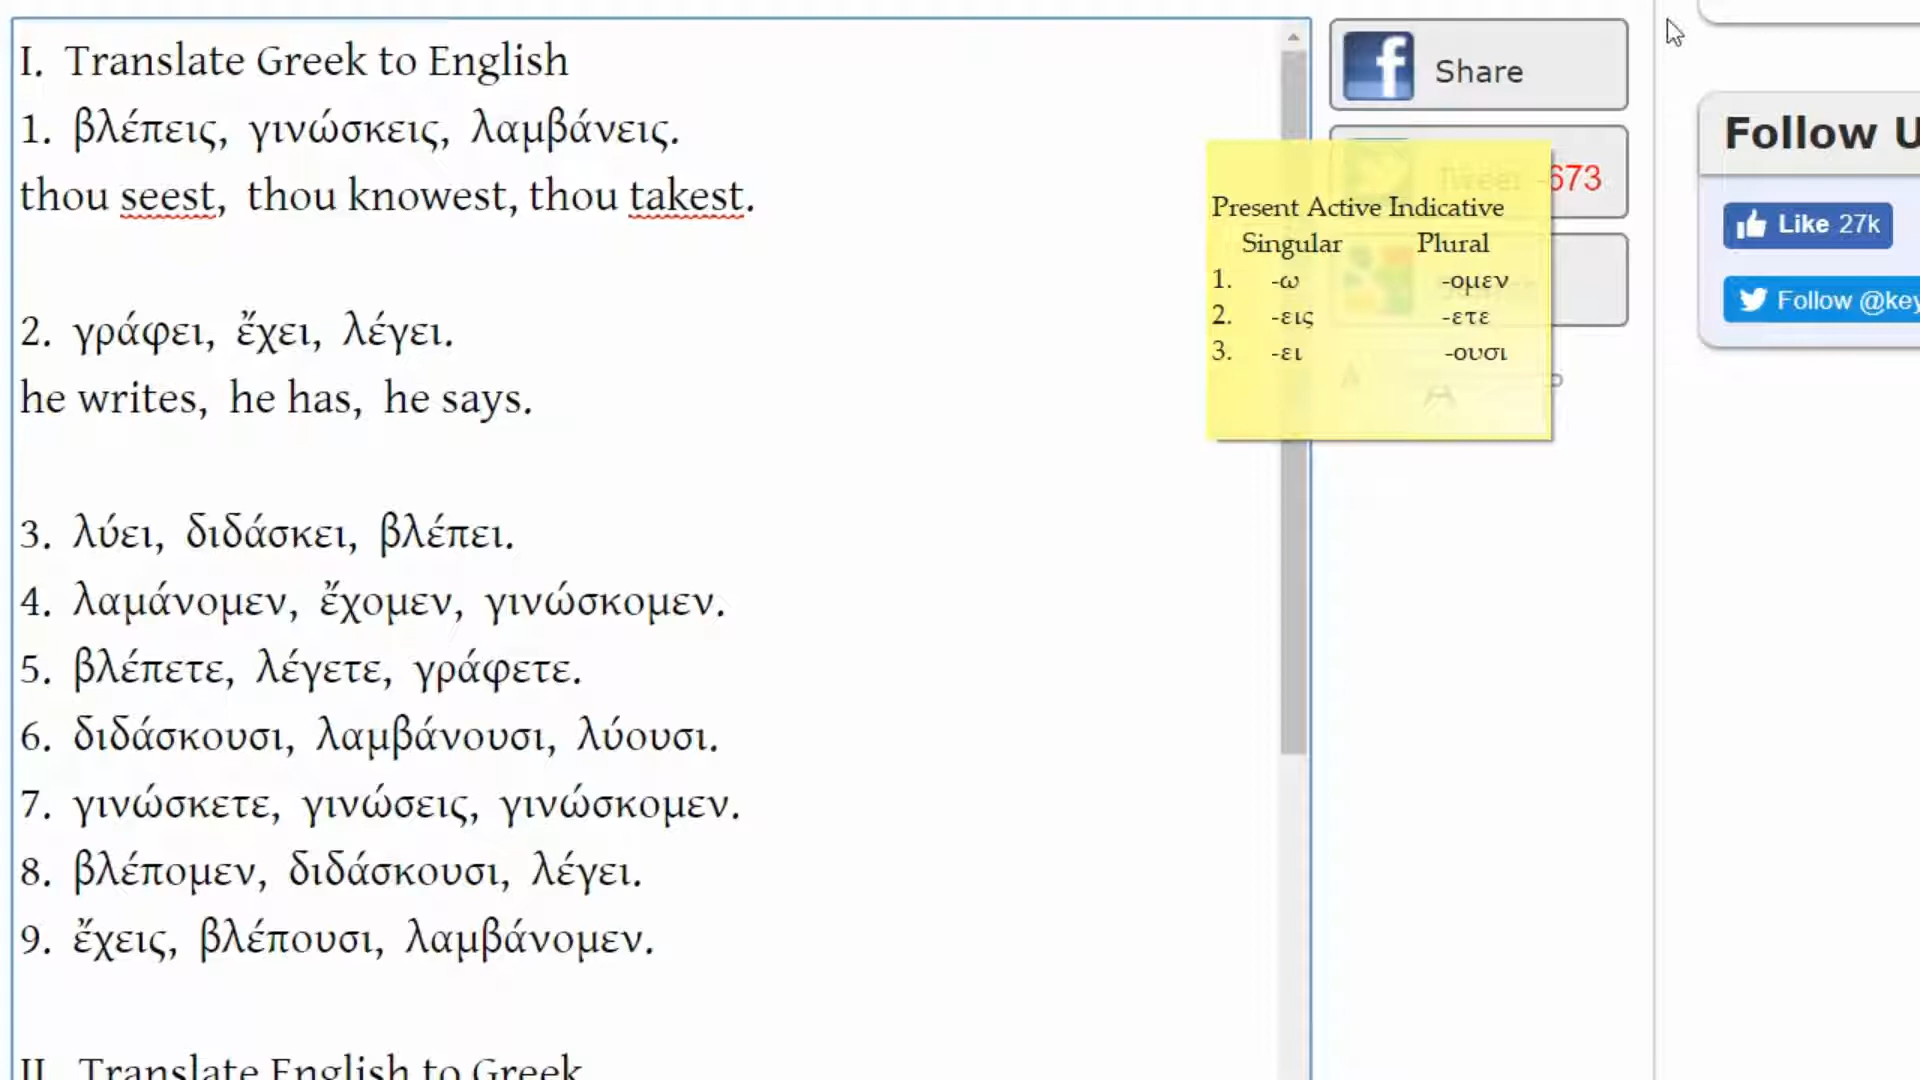 I. Translate Greek to English
1. βλέπεις, γινώσκεις, λαμβάνεις.
thou seest, thou knowest, thou takest.
2. γράφει, ἔχει, λέγει.
he writes, he has, he says.
3. λύει, διδάσκει, βλέπει.
4. λαμάνομεν, ἔχομεν, γινώσκομεν.
5. βλέπετε, λέγετε, γράφετε.
6. διδάσκουσι, λαμβάνουσι, λύουσι.
7. γινώσκετε, γινώσεις, γινώσκομεν.
8. βλέπομεν, διδάσκουσι, λέγει.
9. ἔχεις, βλέπουσι, λαμβάνομεν.
II. Translate English to Greek
Present Active Indicative
Singular Plural
1. -ω -ομεν
2. -εις -ετε
3. -ει -ουσι
Share
673
Follow U
Like 27k
Follow @key